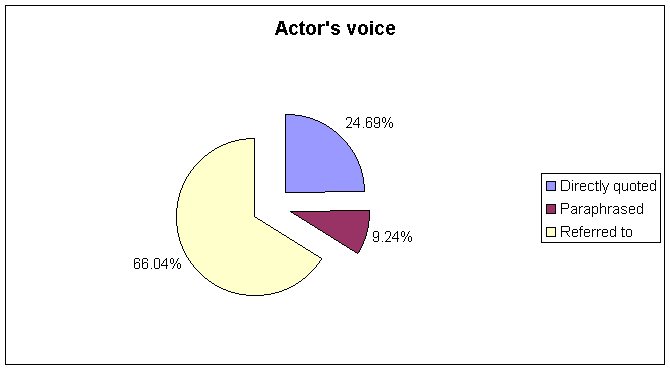 Actor's voice
24.69%
9.24%
66.04%
Directly quoted
Paraphrased
Referred to